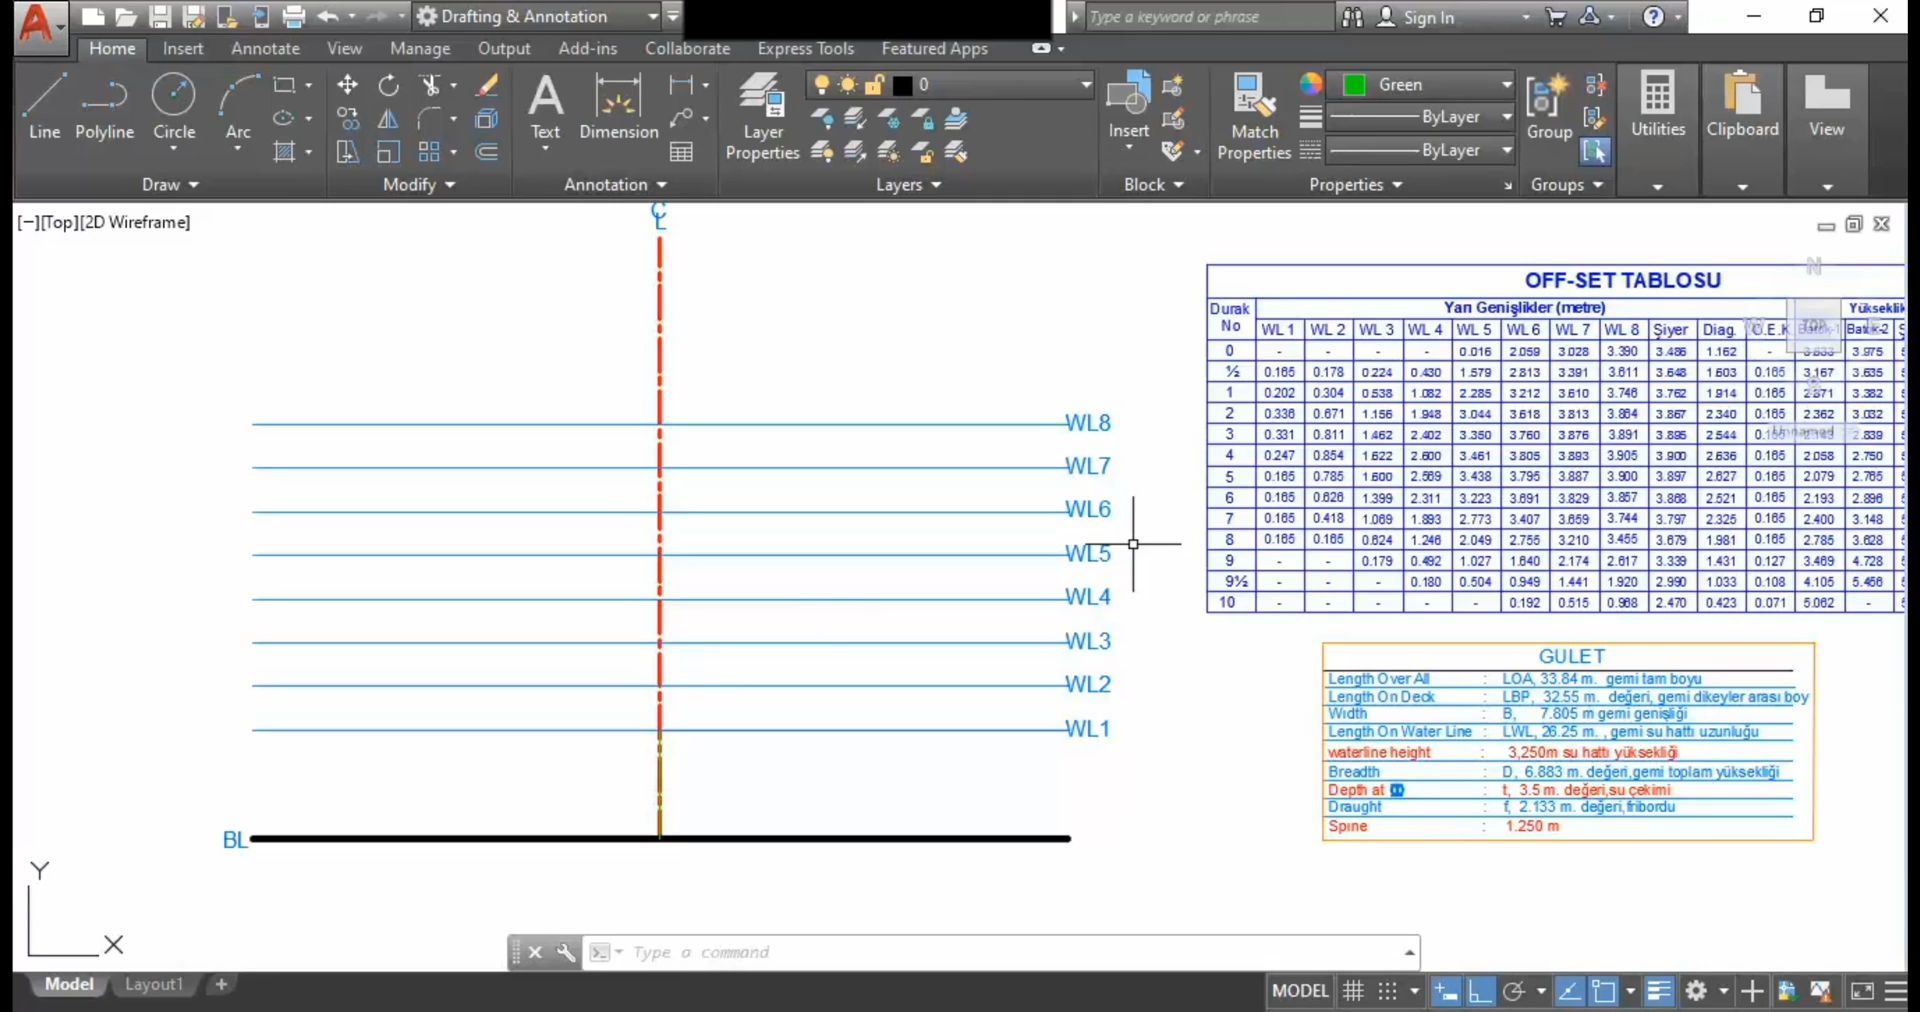 Drafting & Annotation
Type a keyword or phrase
Sign In
Home Insert Annotate View Manage Output Add-ins Collaborate Express Tools Featured Apps
0
Green
ByLayer
ByLayer
Line Polyline Circle Arc
Text Dimension
Layer Properties
Insert
Match Properties
Group
Utilities Clipboard View
Draw Modify Annotation Layers Block Properties Groups
[−][Top][2D Wireframe]
CL
WL8
WL7
WL6
WL5
WL4
WL3
WL2
WL1
BL
OFF-SET TABLOSU
Durak No Yarı Genişlikler (metre)
WL 1 WL 2 WL 3 WL 4 WL 5 WL 6 WL 7 WL 8 Şiyer Diag. O.E.K Batok-1 Batok-2
0 - - - - 0.016 2.059 3.028 3.390 3.486 1.162 - 3.633 3.975
½ 0.165 0.178 0.224 0.430 1.579 2.813 3.391 3.611 3.648 1.603 0.165 3.167 3.635
1 0.202 0.304 0.538 1.082 2.285 3.212 3.610 3.746 3.762 1.914 0.165 2.871 3.382
2 0.336 0.671 1.156 1.948 3.044 3.618 3.813 3.864 3.867 2.340 0.165 2.362 3.032
3 0.331 0.811 1.462 2.402 3.350 3.760 3.876 3.891 3.895 2.544 2.839
4 0.247 0.854 1.622 2.600 3.461 3.805 3.893 3.905 3.900 2.636 0.165 2.058 2.750
5 0.165 0.785 1.600 2.569 3.438 3.795 3.887 3.900 3.897 2.627 0.165 2.079 2.765
6 0.165 0.626 1.399 2.311 3.223 3.691 3.829 3.857 3.868 2.521 0.165 2.193 2.896
7 0.165 0.418 1.069 1.893 2.773 3.407 3.659 3.744 3.797 2.325 0.165 2.400 3.148
8 0.165 0.165 0.624 1.246 2.049 2.755 3.210 3.455 3.679 1.981 0.165 2.785 3.628
9 - - 0.179 0.492 1.027 1.640 2.174 2.617 3.339 1.431 0.127 3.469 4.728
9½ - - - 0.180 0.504 0.949 1.441 1.920 2.990 1.033 0.108 4.105 5.456
10 - - - - - 0.192 0.515 0.968 2.470 0.423 0.071 5.062 -
N
TOP
E
S
Unnamed
GULET
Length Over All : LOA, 33.84 m. gemi tam boyu
Length On Deck : LBP, 32.55 m. değeri, gemi dikeyler arası boy
Width : B, 7.805 m gemi genişliği
Length On Water Line : LWL, 26.25 m. , gemi su hattı uzunluğu
waterline height : 3,250m su hattı yüksekliği
Breadth : D, 6.883 m. değeri,gemi toplam yüksekliği
Depth at : t, 3.5 m. değeri,su çekimi
Draught : f, 2.133 m. değeri,fribordu
Spine : 1.250 m
Y
X
Type a command
Model Layout1
MODEL